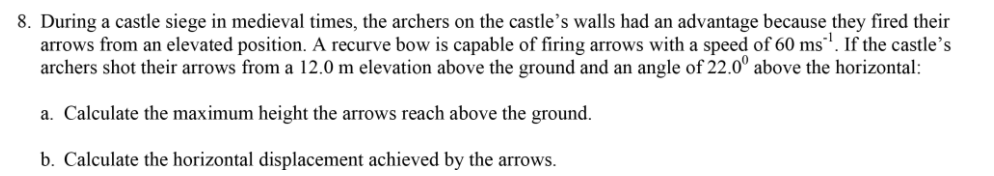 8. During a castle siege in medieval times, the archers on the castle's walls had an advantage because they fired their
arrows from an elevated position. A recurve bow is capable of firing arrows with a speed of 60 ms⁻¹. If the castle's
archers shot their arrows from a 12.0 m elevation above the ground and an angle of 22.0⁰ above the horizontal:
a. Calculate the maximum height the arrows reach above the ground.
b. Calculate the horizontal displacement achieved by the arrows.